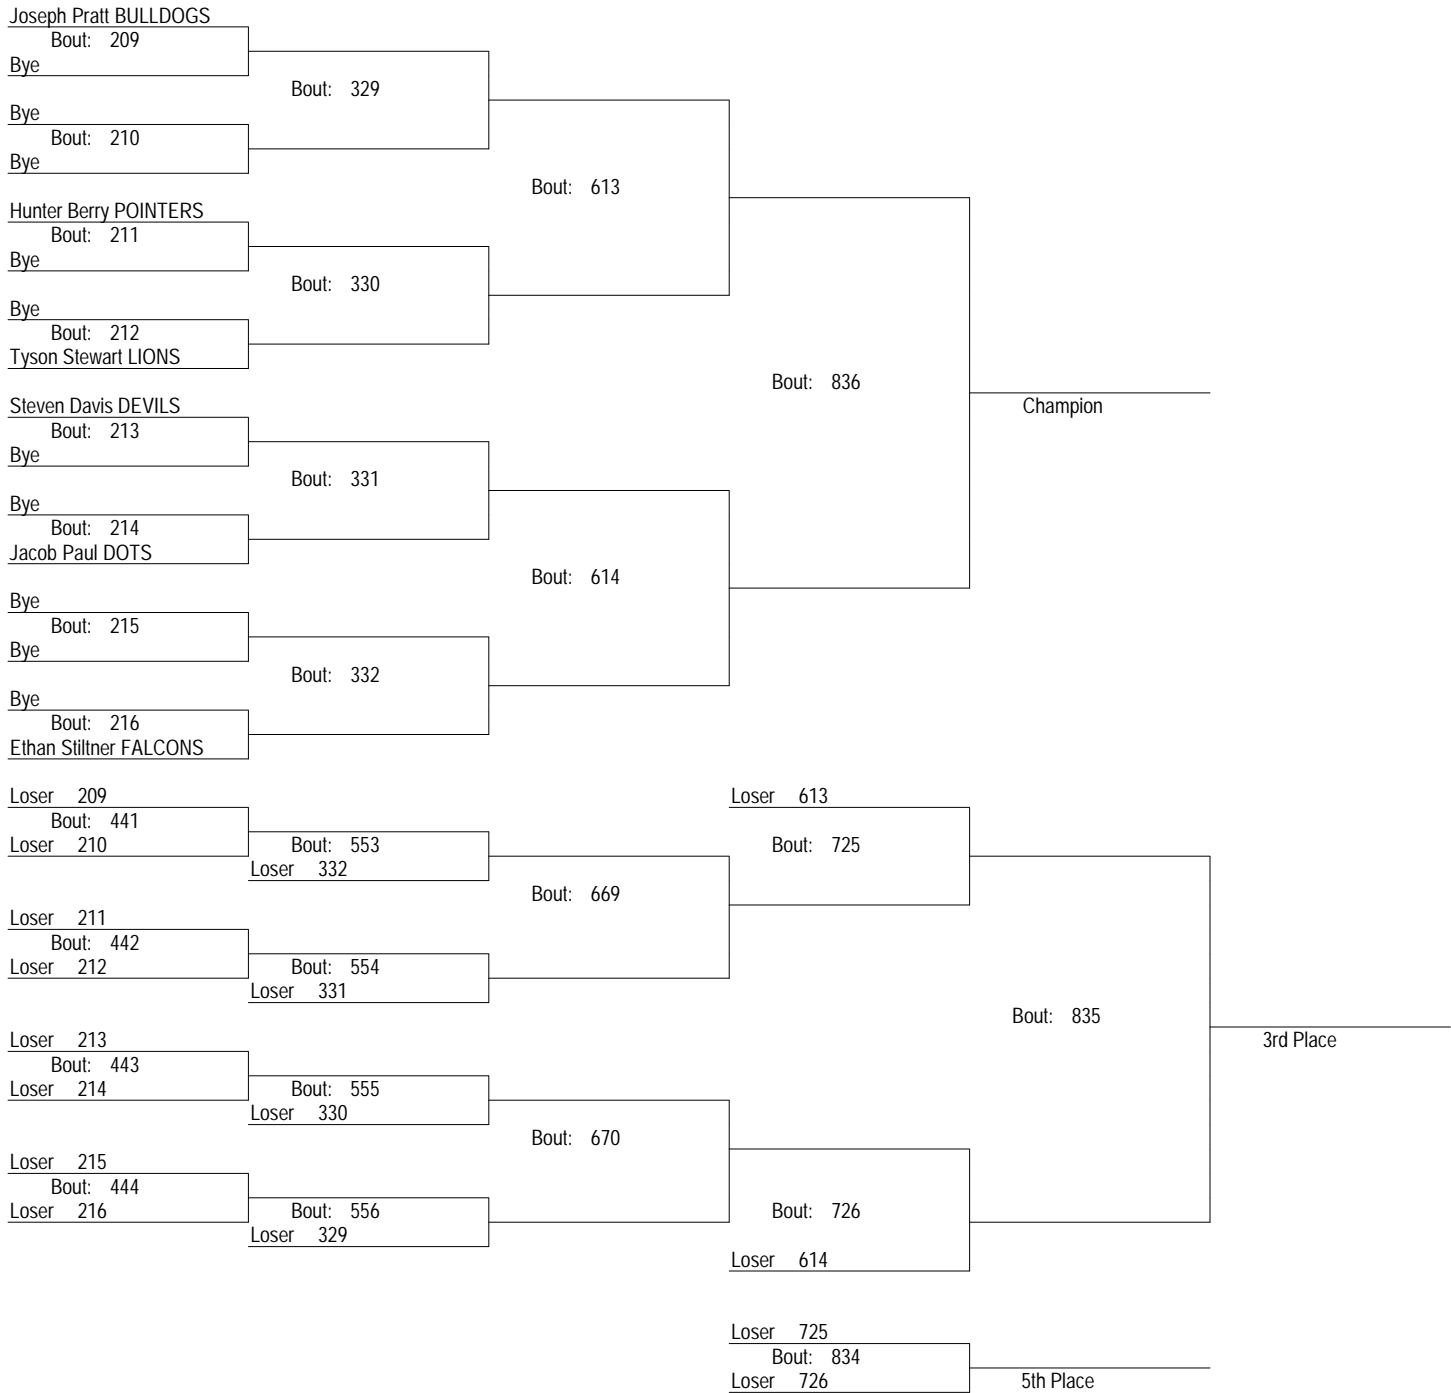 Joseph Pratt BULLDOGS
Bout: 209
Bye
Bout: 329
Bye
Bout: 210
Bye
Bout: 613
Hunter Berry POINTERS
Bout: 211
Bye
Bout: 330
Bye
Bout: 212
Tyson Stewart LIONS
Bout: 836
Champion
Steven Davis DEVILS
Bout: 213
Bye
Bout: 331
Bye
Bout: 214
Jacob Paul DOTS
Bout: 614
Bye
Bout: 215
Bye
Bout: 332
Bye
Bout: 216
Ethan Stiltner FALCONS
Loser 209
Bout: 441
Loser 210
Bout: 553
Loser 332
Bout: 669
Loser 613
Bout: 725
Loser 211
Bout: 442
Loser 212
Bout: 554
Loser 331
Bout: 835
3rd Place
Loser 213
Bout: 443
Loser 214
Bout: 555
Loser 330
Bout: 670
Loser 215
Bout: 444
Loser 216
Bout: 556
Loser 329
Bout: 726
Loser 614
Loser 725
Bout: 834
Loser 726
5th Place